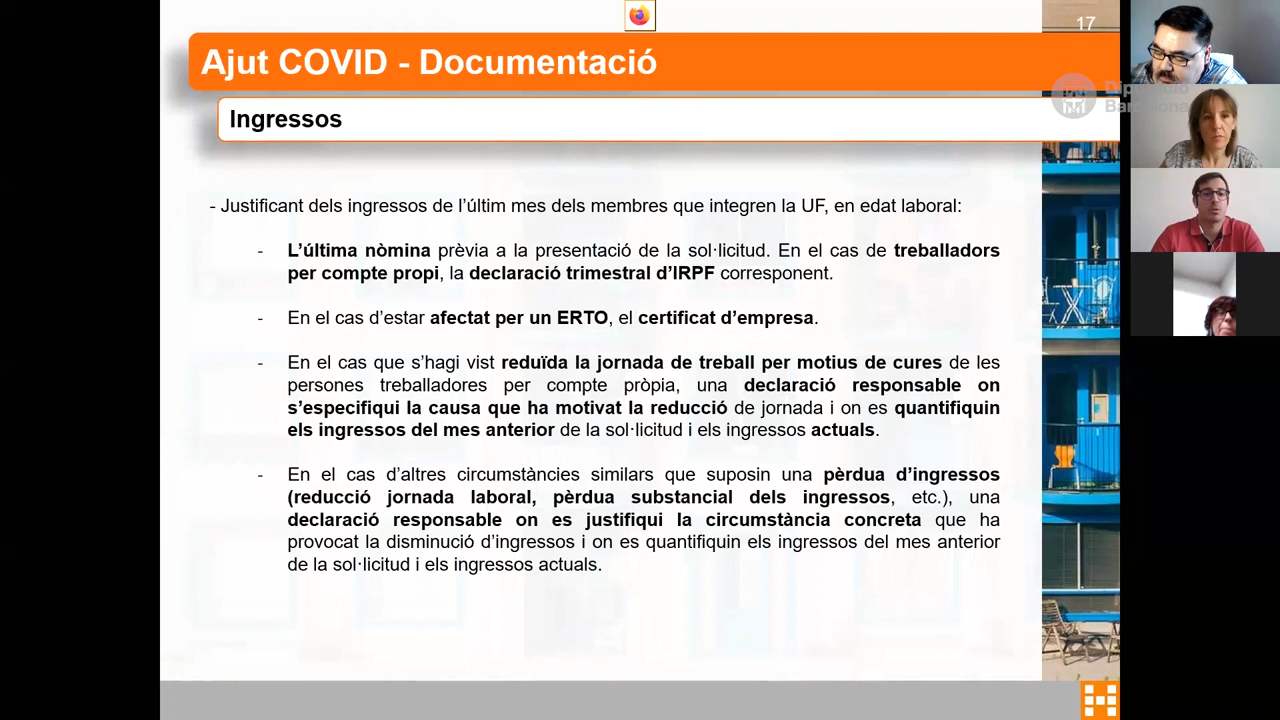 17
Ajut COVID - Documentació
Diputació
Barcelona
Ingressos
- Justificant dels ingressos de l’últim mes dels membres que integren la UF, en edat laboral:
- L’última nòmina prèvia a la presentació de la sol·licitud. En el cas de treballadors
per compte propi, la declaració trimestral d’IRPF corresponent.
- En el cas d’estar afectat per un ERTO, el certificat d’empresa.
- En el cas que s’hagi vist reduïda la jornada de treball per motius de cures de les
persones treballadores per compte pròpia, una declaració responsable on
s’especifiqui la causa que ha motivat la reducció de jornada i on es quantifiquin
els ingressos del mes anterior de la sol·licitud i els ingressos actuals.
- En el cas d’altres circumstàncies similars que suposin una pèrdua d’ingressos
(reducció jornada laboral, pèrdua substancial dels ingressos, etc.), una
declaració responsable on es justifiqui la circumstància concreta que ha
provocat la disminució d’ingressos i on es quantifiquin els ingressos del mes anterior
de la sol·licitud i els ingressos actuals.